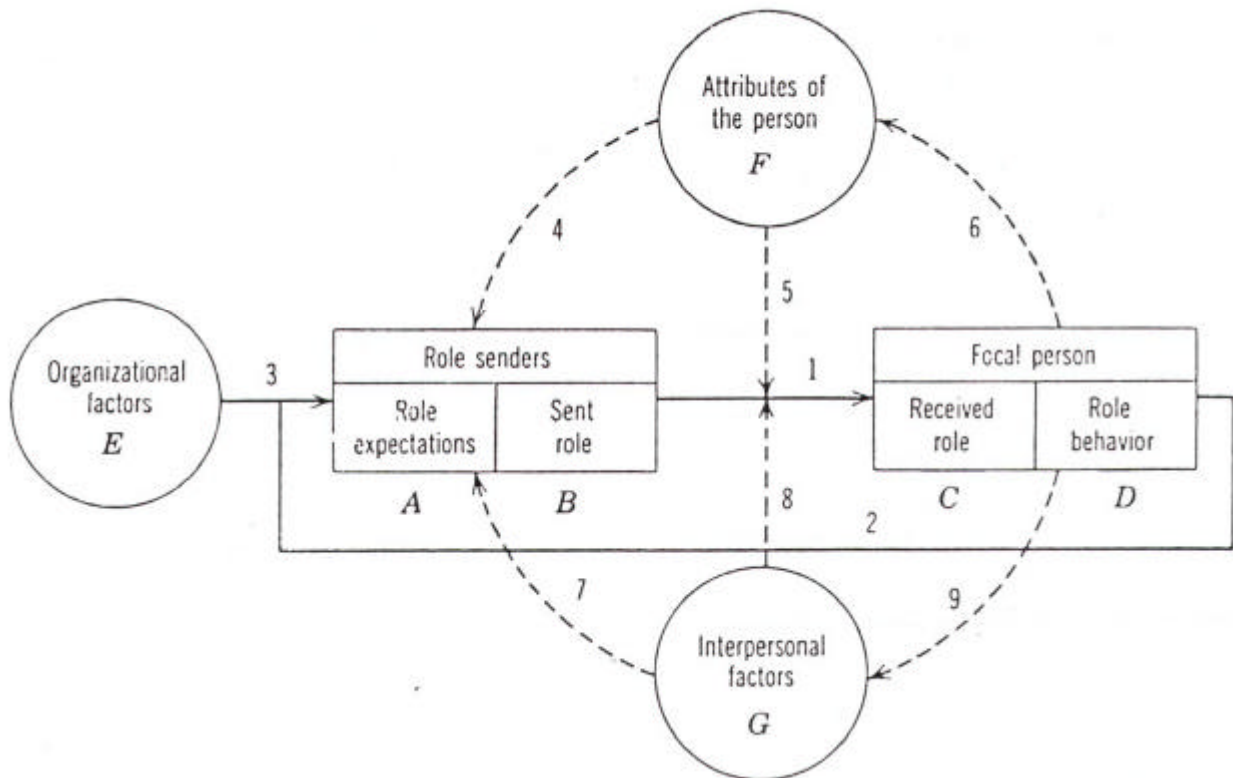 Attributes of
the person
F
4
6
5
Organizational
factors
E
3
Role senders
Role
expectations
Sent
role
A
B
1
Focal person
Received
role
Role
behavior
C
D
8
2
7
9
Interpersonal
factors
G